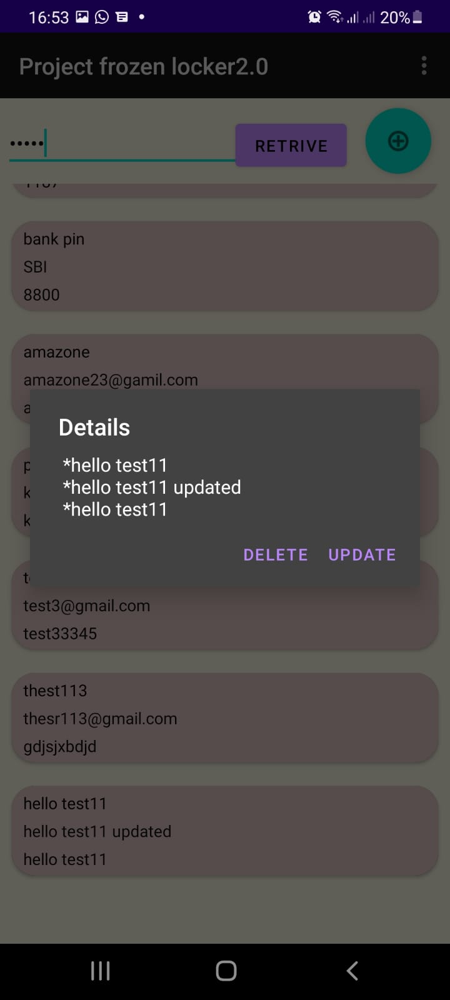 16:53
20%
Project frozen locker2.0
•••••
RETRIVE
bank pin
SBI
8800
amazone
amazone23@gamil.com
Details
*hello test11
*hello test11 updated
*hello test11
DELETE UPDATE
test3@gmail.com
test33345
thest113
thesr113@gmail.com
gdjsjxbdjd
hello test11
hello test11 updated
hello test11